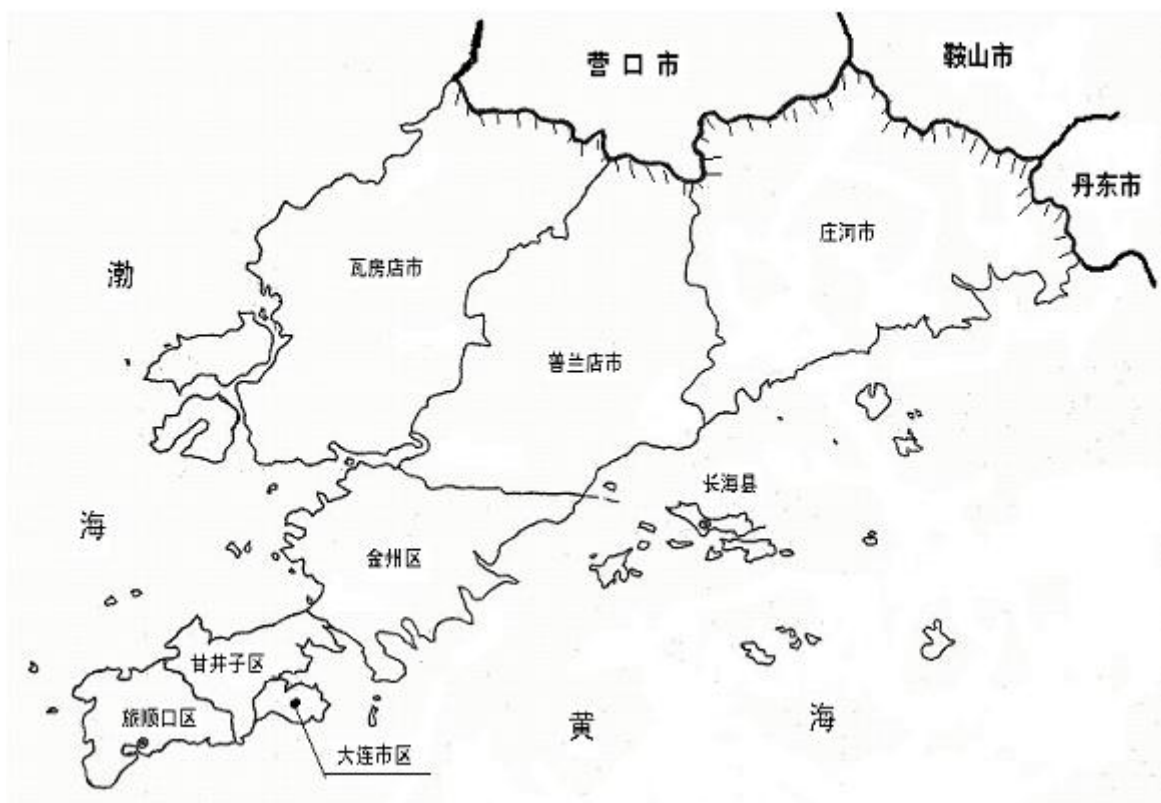 营口市
鞍山市
丹东市
庄河市
渤
瓦房店市
普兰店市
长海县
海
金州区
甘井子区
旅顺口区
黄
海
大连市区